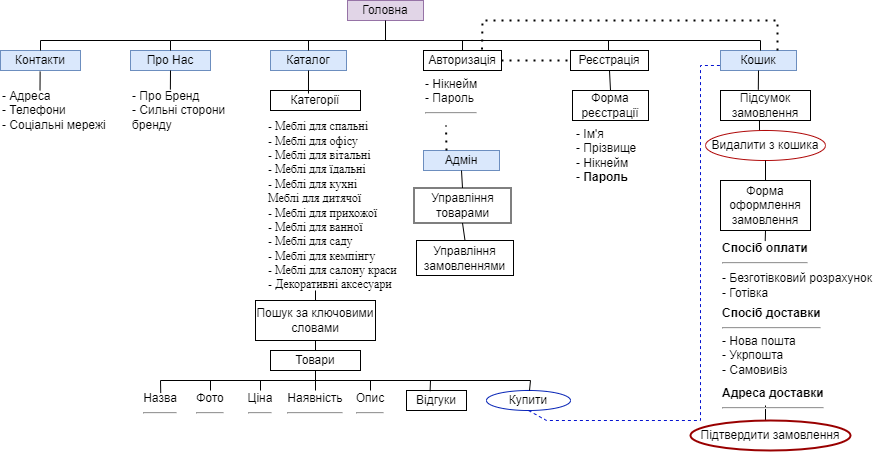 Головна
Контакти
Про Нас
Каталог
Авторизація
Реєстрація
Кошик
- Адреса
- Телефони
- Соціальні мережі
- Про Бренд
- Сильні сторони
бренду
Категорії
- Меблі для спальні
- Меблі для офісу
- Меблі для вітальні
- Меблі для їдальні
- Меблі для кухні
Меблі для дитячої
- Меблі для прихожої
- Меблі для ванної
- Меблі для саду
- Меблі для кемпінгу
- Меблі для салону краси
- Декоративні аксесуари
Пошук за ключовими
словами
Товари
Назва
Фото
Ціна
Наявність
Опис
Відгуки
Купити
- Нікнейм
- Пароль
Адмін
Управління
товарами
Управління
замовленнями
Форма
реєстрації
- Ім'я
- Прізвище
- Нікнейм
- Пароль
Підсумок
замовлення
Видалити з кошика
Форма
оформлення
замовлення
Спосіб оплати
- Безготівковий розрахунок
- Готівка
Спосіб доставки
- Нова пошта
- Укрпошта
- Самовивіз
Адреса доставки
Підтвердити замовлення